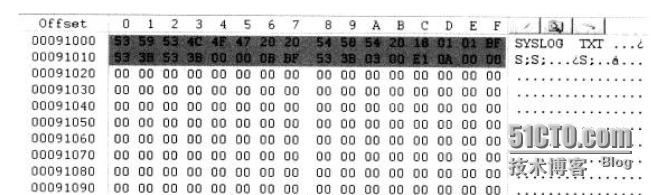 Offset 0 1 2 3 4 5 6 7 8 9 A B C D E F
00091000 53 59 53 4C 4F 47 20 20 54 58 54 20 18 01 01 BF SYSLOG TXT ...¿
00091010 53 3B 53 3B 00 00 0B BF 53 3B 03 00 E1 0A 00 00 S;S;...¿S;..á...
00091020 00 00 00 00 00 00 00 00 00 00 00 00 00 00 00 00 ................
00091030 00 00 00 00 00 00 00 00 00 00 00 00 00 00 00 00 ................
00091040 00 00 00 00 00 00 00 00 00 00 00 00 00 00 00 00 ................
00091050 00 00 00 00 00 00 00 00 00 00 00 00 00 00 00 00
00091060 00 00 00 00 00 00 00 00 00 00 00 00 00 00 00 00
51CTO.com
00091070 00 00 00 00 00 00 00 00 00 00 00 00 00 00 00 00
技术博客 Blog
00091080 00 00 00 00 00 00 00 00 00 00 00 00 00 00 00 00
00091090 00 00 00 00 00 00 00 00 00 00 00 00 00 00 00 00 ................